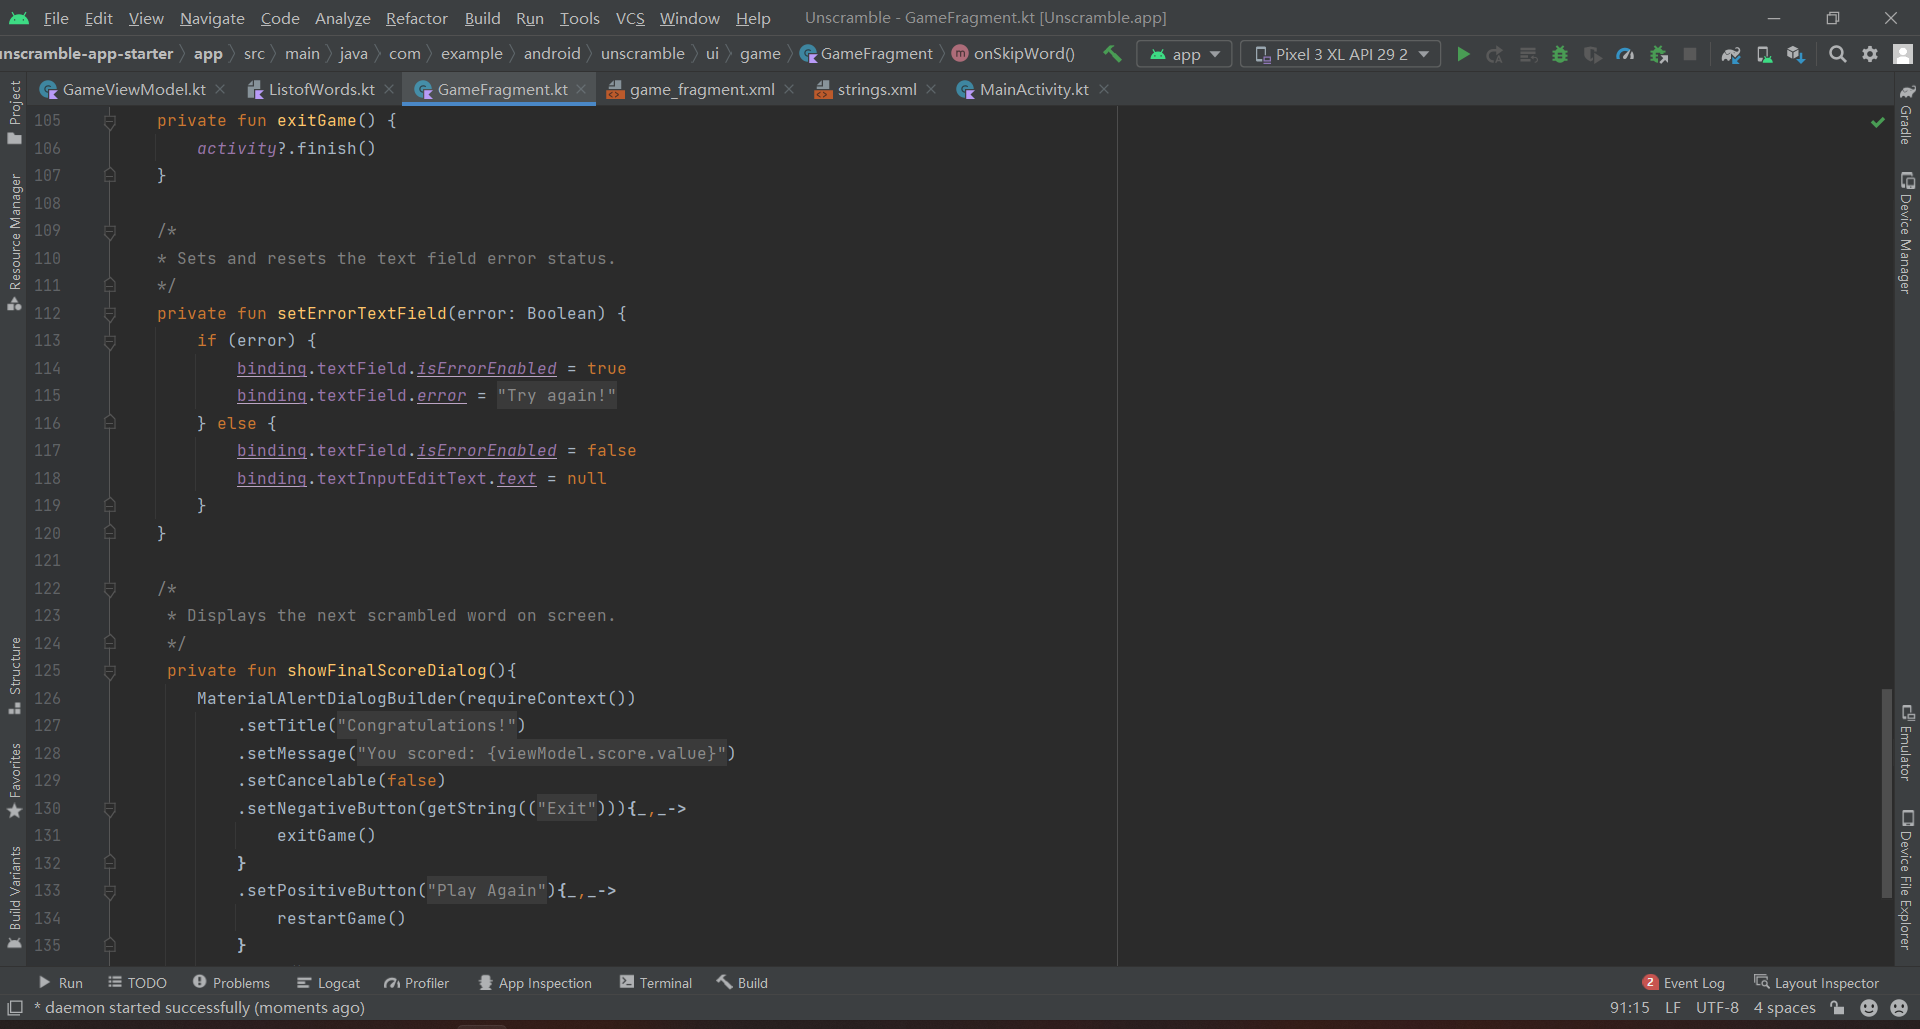 File Edit View Navigate Code Analyze Refactor Build Run Tools VCS Window Help Unscramble - GameFragment.kt [Unscramble.app]
unscramble-app-starter app src main java com example android unscramble ui game GameFragment m onSkipWord() app Pixel 3 XL API 29 2
GameViewModel.kt ListofWords.kt GameFragment.kt game_fragment.xml strings.xml MainActivity.kt
Project
Resource Manager
Structure
Favorites
Build Variants
105 private fun exitGame() {
106 activity?.finish()
107 }
108
109 /*
110 * Sets and resets the text field error status.
111 */
112 private fun setErrorTextField(error: Boolean) {
113 if (error) {
114 binding.textField.isErrorEnabled = true
115 binding.textField.error = "Try again!"
116 } else {
117 binding.textField.isErrorEnabled = false
118 binding.textInputEditText.text = null
119 }
120 }
121
122 /*
123 * Displays the next scrambled word on screen.
124 */
125 private fun showFinalScoreDialog(){
126 MaterialAlertDialogBuilder(requireContext())
127 .setTitle("Congratulations!")
128 .setMessage("You scored: {viewModel.score.value}")
129 .setCancelable(false)
130 .setNegativeButton(getString(("Exit"))){_,_->
131 exitGame()
132 }
133 .setPositiveButton("Play Again"){_,_->
134 restartGame()
135 }
Gradle
Device Manager
Emulator
Device File Explorer
Run TODO Problems Logcat Profiler App Inspection Terminal Build 2 Event Log Layout Inspector
* daemon started successfully (moments ago) 91:15 LF UTF-8 4 spaces